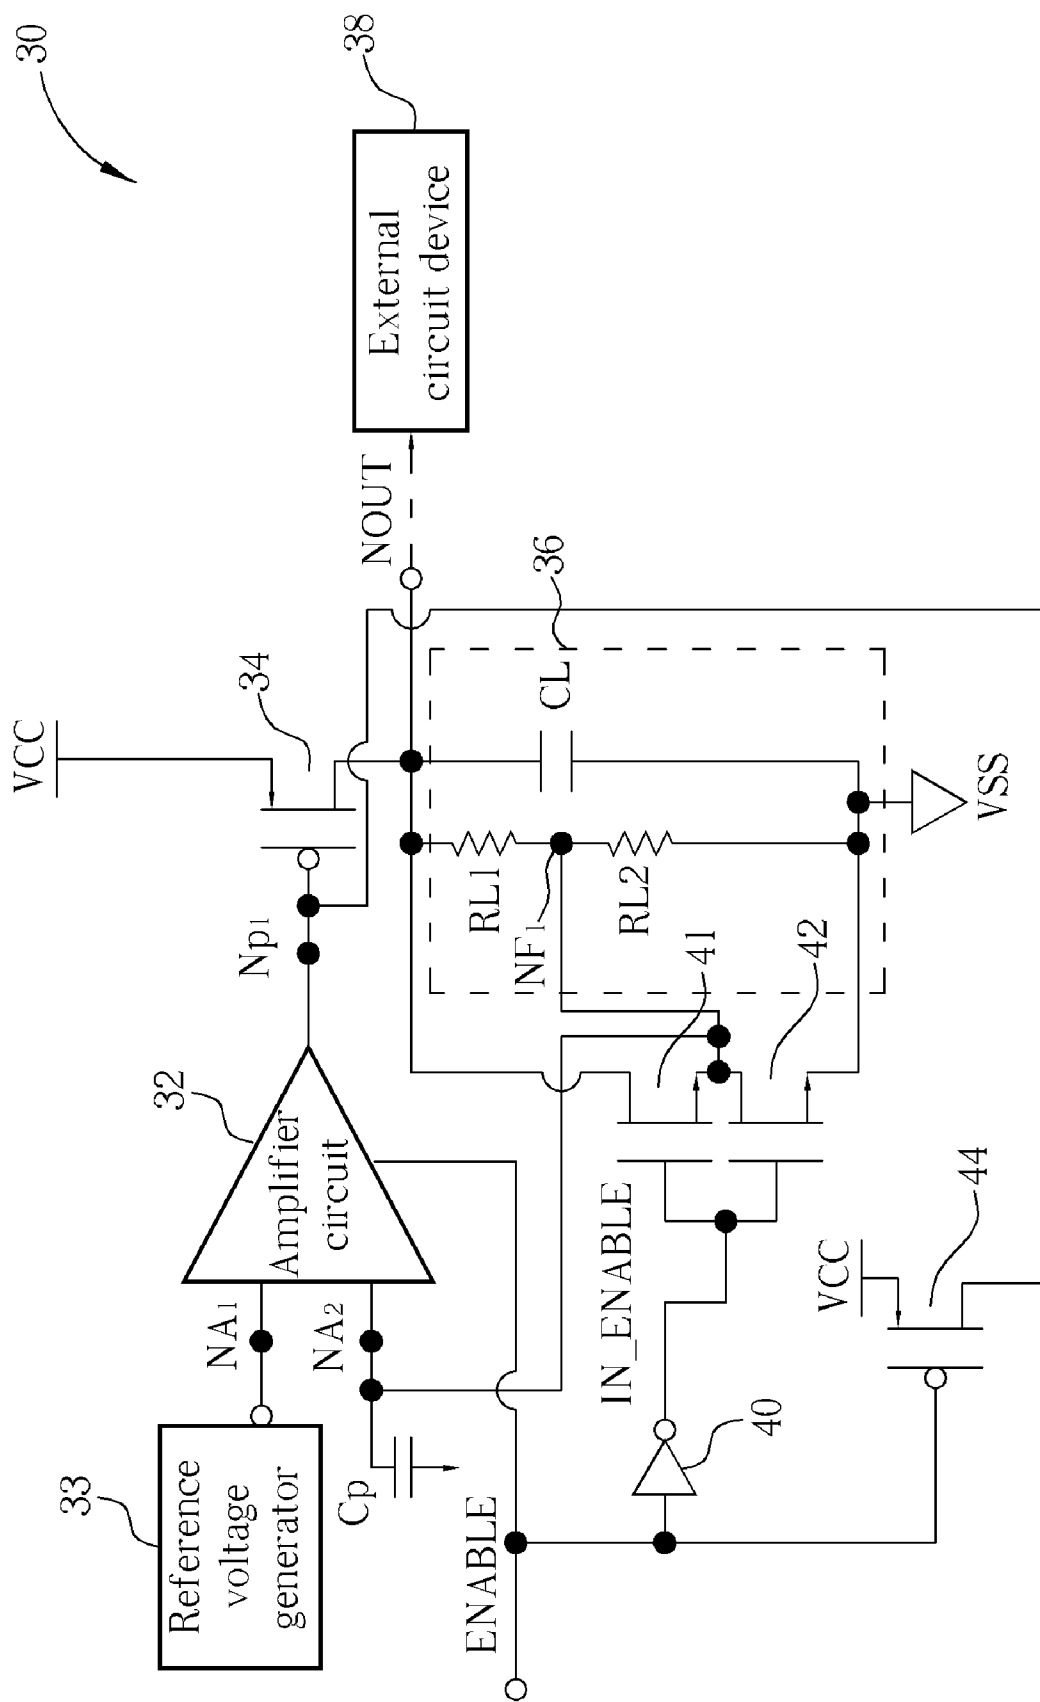 30
VCC
34
38
External
circuit device
NOUT
36
CL
RL1
NF1
RL2
VSS
41
42
Np1
32
Amplifier
circuit
NA1
NA2
33
Reference
voltage
generator
Cp
ENABLE
IN_ENABLE
40
VCC
44